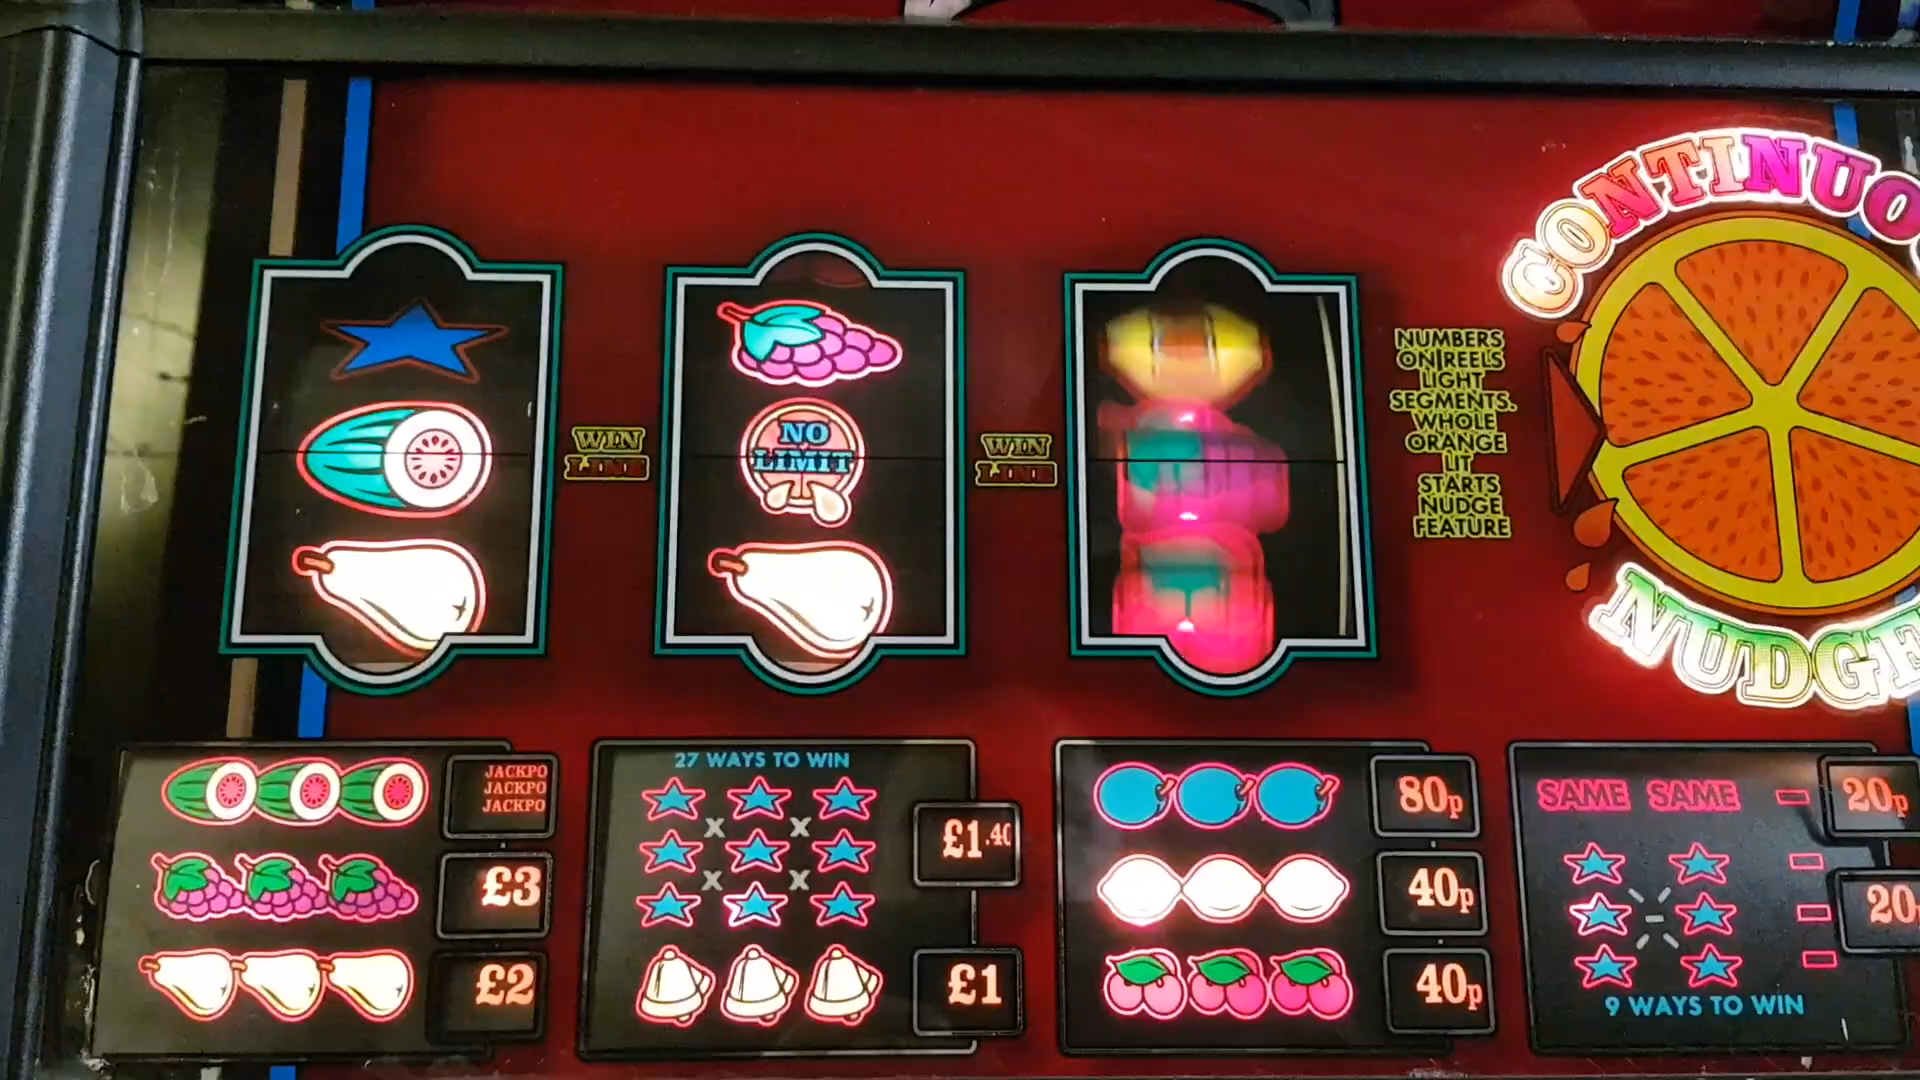 CONTINUO
NO
LIMIT
WIN
LINE
WIN
LINE
NUMBERS
ON REELS
LIGHT
SEGMENTS.
WHOLE
ORANGE
LIT
STARTS
NUDGE
FEATURE
NUDGE
JACKPO
JACKPO
JACKPO
£3
£2
27 WAYS TO WIN
X X
X X
£1.40
£1
80p
40p
40p
SAME SAME
20p
20
9 WAYS TO WIN